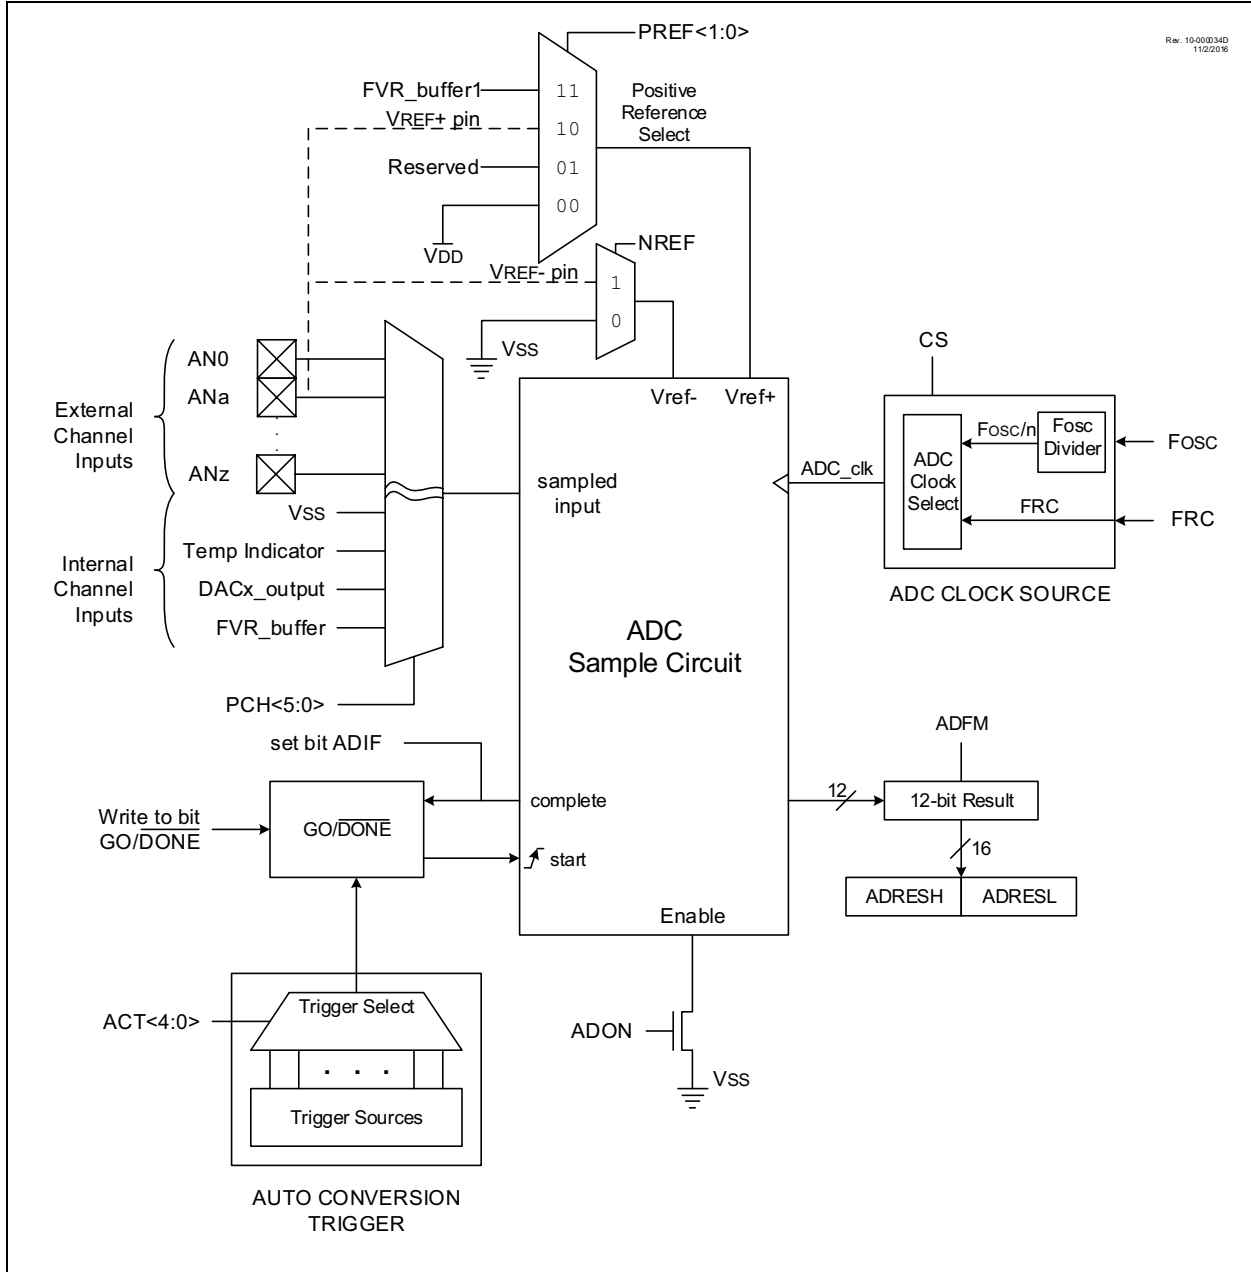 PREF<1:0>
Rev. 10-000034D
11/2/2016
FVR_buffer1
11
Positive
Reference
Select
VREF+ pin
10
Reserved
01
00
VDD
NREF
VREF- pin
1
0
VSS
AN0
ANa
External
Channel
Inputs
ANz
VSS
Internal
Channel
Inputs
Temp Indicator
DACx_output
FVR_buffer
PCH<5:0>
Vref-
Vref+
sampled
input
ADC
Sample Circuit
ADC_clk
CS
ADC
Clock
Select
FOSC/n
Fosc
Divider
FOSC
FRC
FRC
ADC CLOCK SOURCE
set bit ADIF
complete
Write to bit
GO/DONE
GO/DONE
start
Enable
ADFM
12
12-bit Result
16
ADRESH
ADRESL
ACT<4:0>
Trigger Select
. . .
Trigger Sources
AUTO CONVERSION
TRIGGER
ADON
VSS